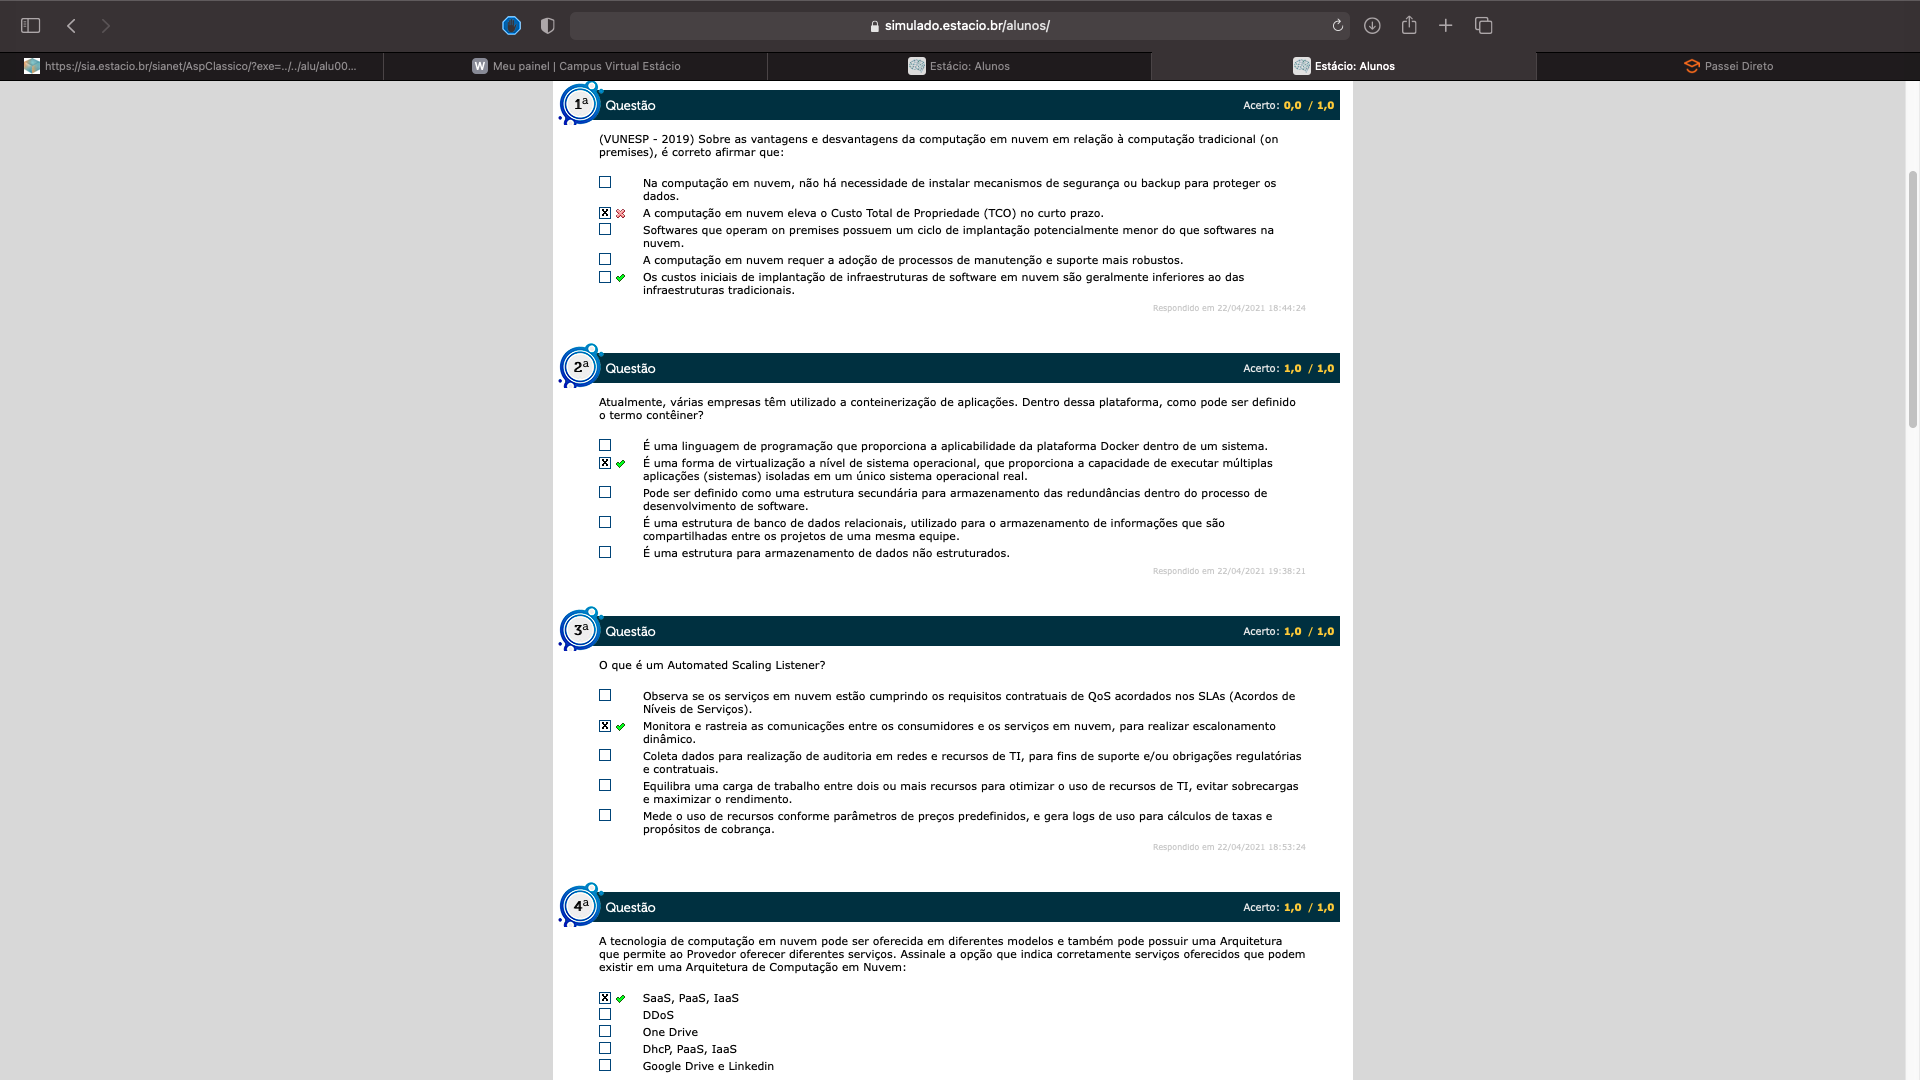 simulado.estacio.br/alunos/
https://sia.estacio.br/sianet/AspClassico/?exe=../../alu/alu00...
W Meu painel | Campus Virtual Estácio
Estácio: Alunos
Estácio: Alunos
Passei Direto
1ª Questão Acerto: 0,0 / 1,0
(VUNESP - 2019) Sobre as vantagens e desvantagens da computação em nuvem em relação à computação tradicional (on
premises), é correto afirmar que:
Na computação em nuvem, não há necessidade de instalar mecanismos de segurança ou backup para proteger os
dados.
A computação em nuvem eleva o Custo Total de Propriedade (TCO) no curto prazo.
Softwares que operam on premises possuem um ciclo de implantação potencialmente menor do que softwares na
nuvem.
A computação em nuvem requer a adoção de processos de manutenção e suporte mais robustos.
Os custos iniciais de implantação de infraestruturas de software em nuvem são geralmente inferiores ao das
infraestruturas tradicionais.
Respondido em 22/04/2021 18:44:24
2ª Questão Acerto: 1,0 / 1,0
Atualmente, várias empresas têm utilizado a conteinerização de aplicações. Dentro dessa plataforma, como pode ser definido
o termo contêiner?
É uma linguagem de programação que proporciona a aplicabilidade da plataforma Docker dentro de um sistema.
É uma forma de virtualização a nível de sistema operacional, que proporciona a capacidade de executar múltiplas
aplicações (sistemas) isoladas em um único sistema operacional real.
Pode ser definido como uma estrutura secundária para armazenamento das redundâncias dentro do processo de
desenvolvimento de software.
É uma estrutura de banco de dados relacionais, utilizado para o armazenamento de informações que são
compartilhadas entre os projetos de uma mesma equipe.
É uma estrutura para armazenamento de dados não estruturados.
Respondido em 22/04/2021 19:38:21
3ª Questão Acerto: 1,0 / 1,0
O que é um Automated Scaling Listener?
Observa se os serviços em nuvem estão cumprindo os requisitos contratuais de QoS acordados nos SLAs (Acordos de
Níveis de Serviços).
Monitora e rastreia as comunicações entre os consumidores e os serviços em nuvem, para realizar escalonamento
dinâmico.
Coleta dados para realização de auditoria em redes e recursos de TI, para fins de suporte e/ou obrigações regulatórias
e contratuais.
Equilibra uma carga de trabalho entre dois ou mais recursos para otimizar o uso de recursos de TI, evitar sobrecargas
e maximizar o rendimento.
Mede o uso de recursos conforme parâmetros de preços predefinidos, e gera logs de uso para cálculos de taxas e
propósitos de cobrança.
Respondido em 22/04/2021 18:53:24
4ª Questão Acerto: 1,0 / 1,0
A tecnologia de computação em nuvem pode ser oferecida em diferentes modelos e também pode possuir uma Arquitetura
que permite ao Provedor oferecer diferentes serviços. Assinale a opção que indica corretamente serviços oferecidos que podem
existir em uma Arquitetura de Computação em Nuvem:
SaaS, PaaS, IaaS
DDoS
One Drive
DhcP, PaaS, IaaS
Google Drive e Linkedin